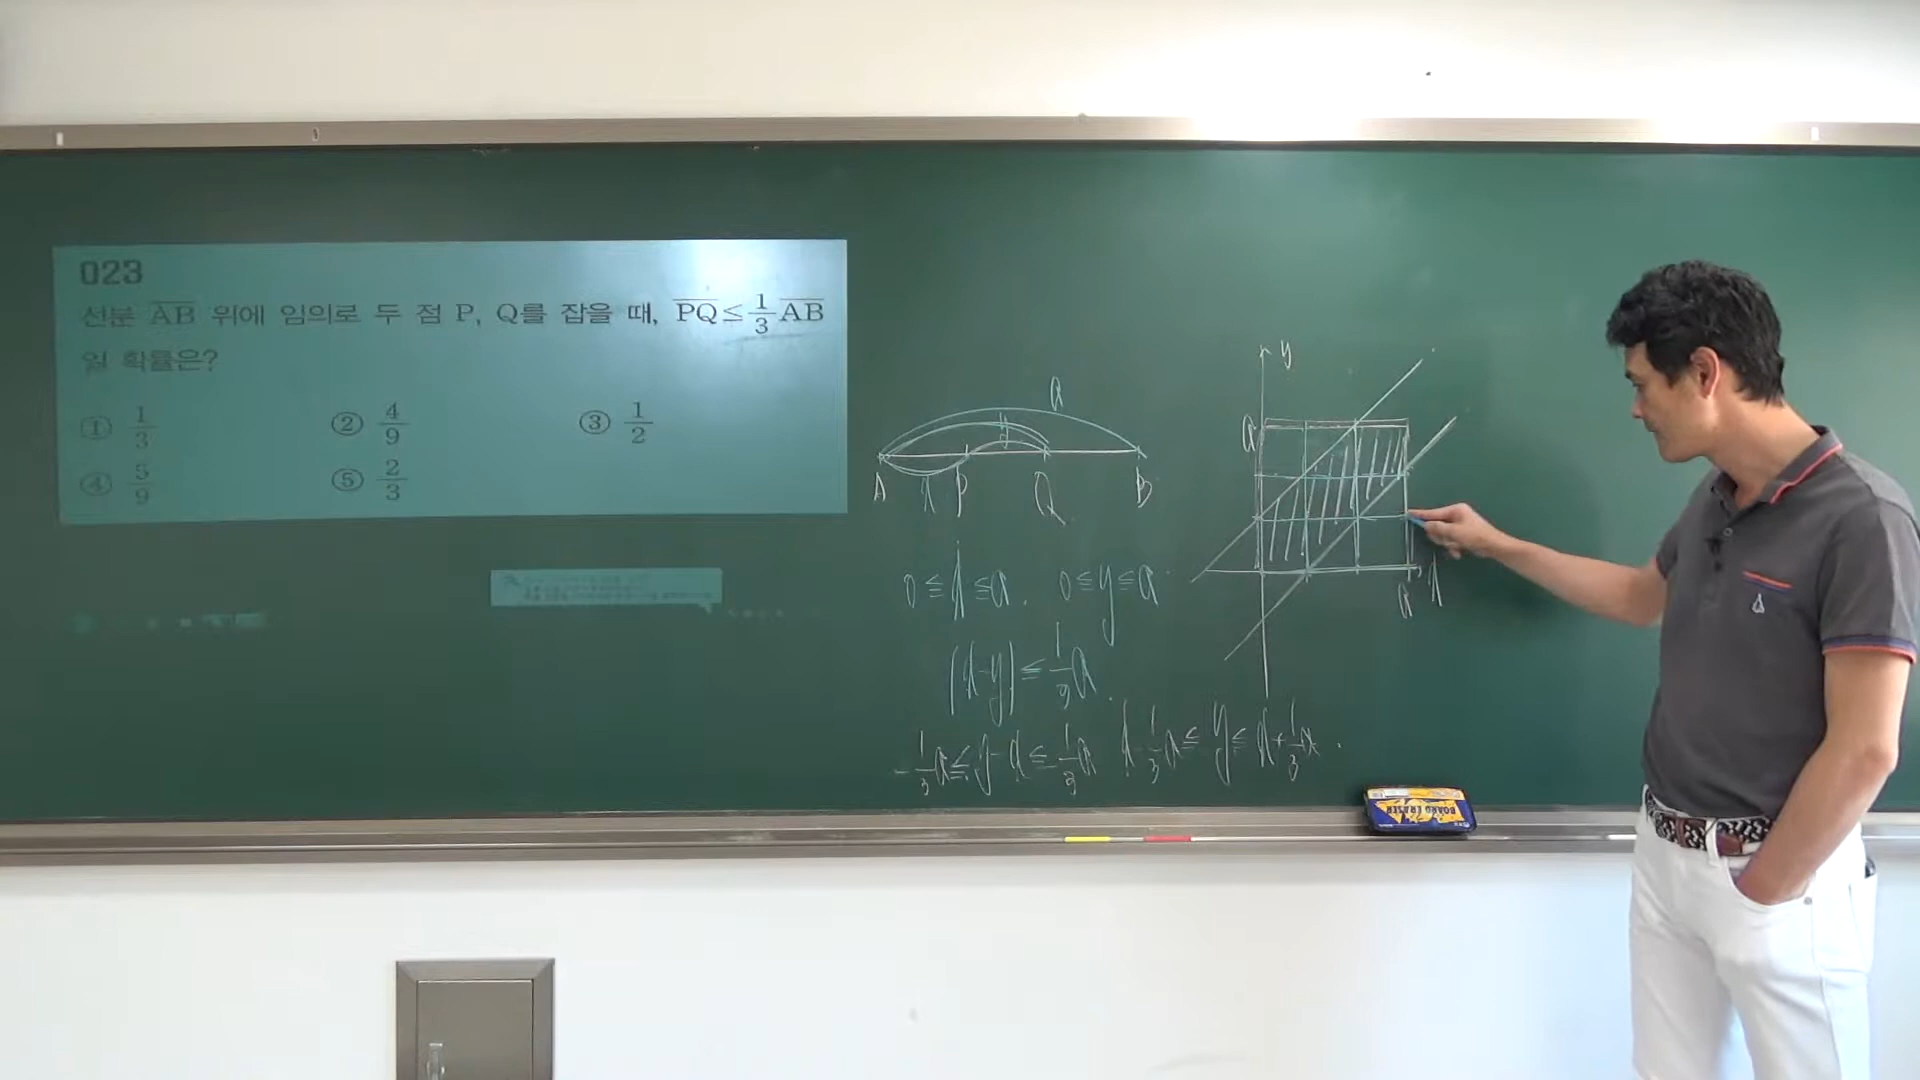 023
선분 AB 위에 임의로 두 점 P, Q를 잡을 때, PQ ≤ 1/3 AB
일 확률은?
① 1/3 ② 4/9 ③ 1/2
④ 5/9 ⑤ 2/3
a
y
A x P Q B
0 ≤ x ≤ a. 0 ≤ y ≤ a
|x-y| ≤ 1/3 a.
-1/3 a ≤ y-x ≤ 1/3 a x-1/3 a ≤ y ≤ x+1/3 a.
y
a
a x
BOARD ERASER